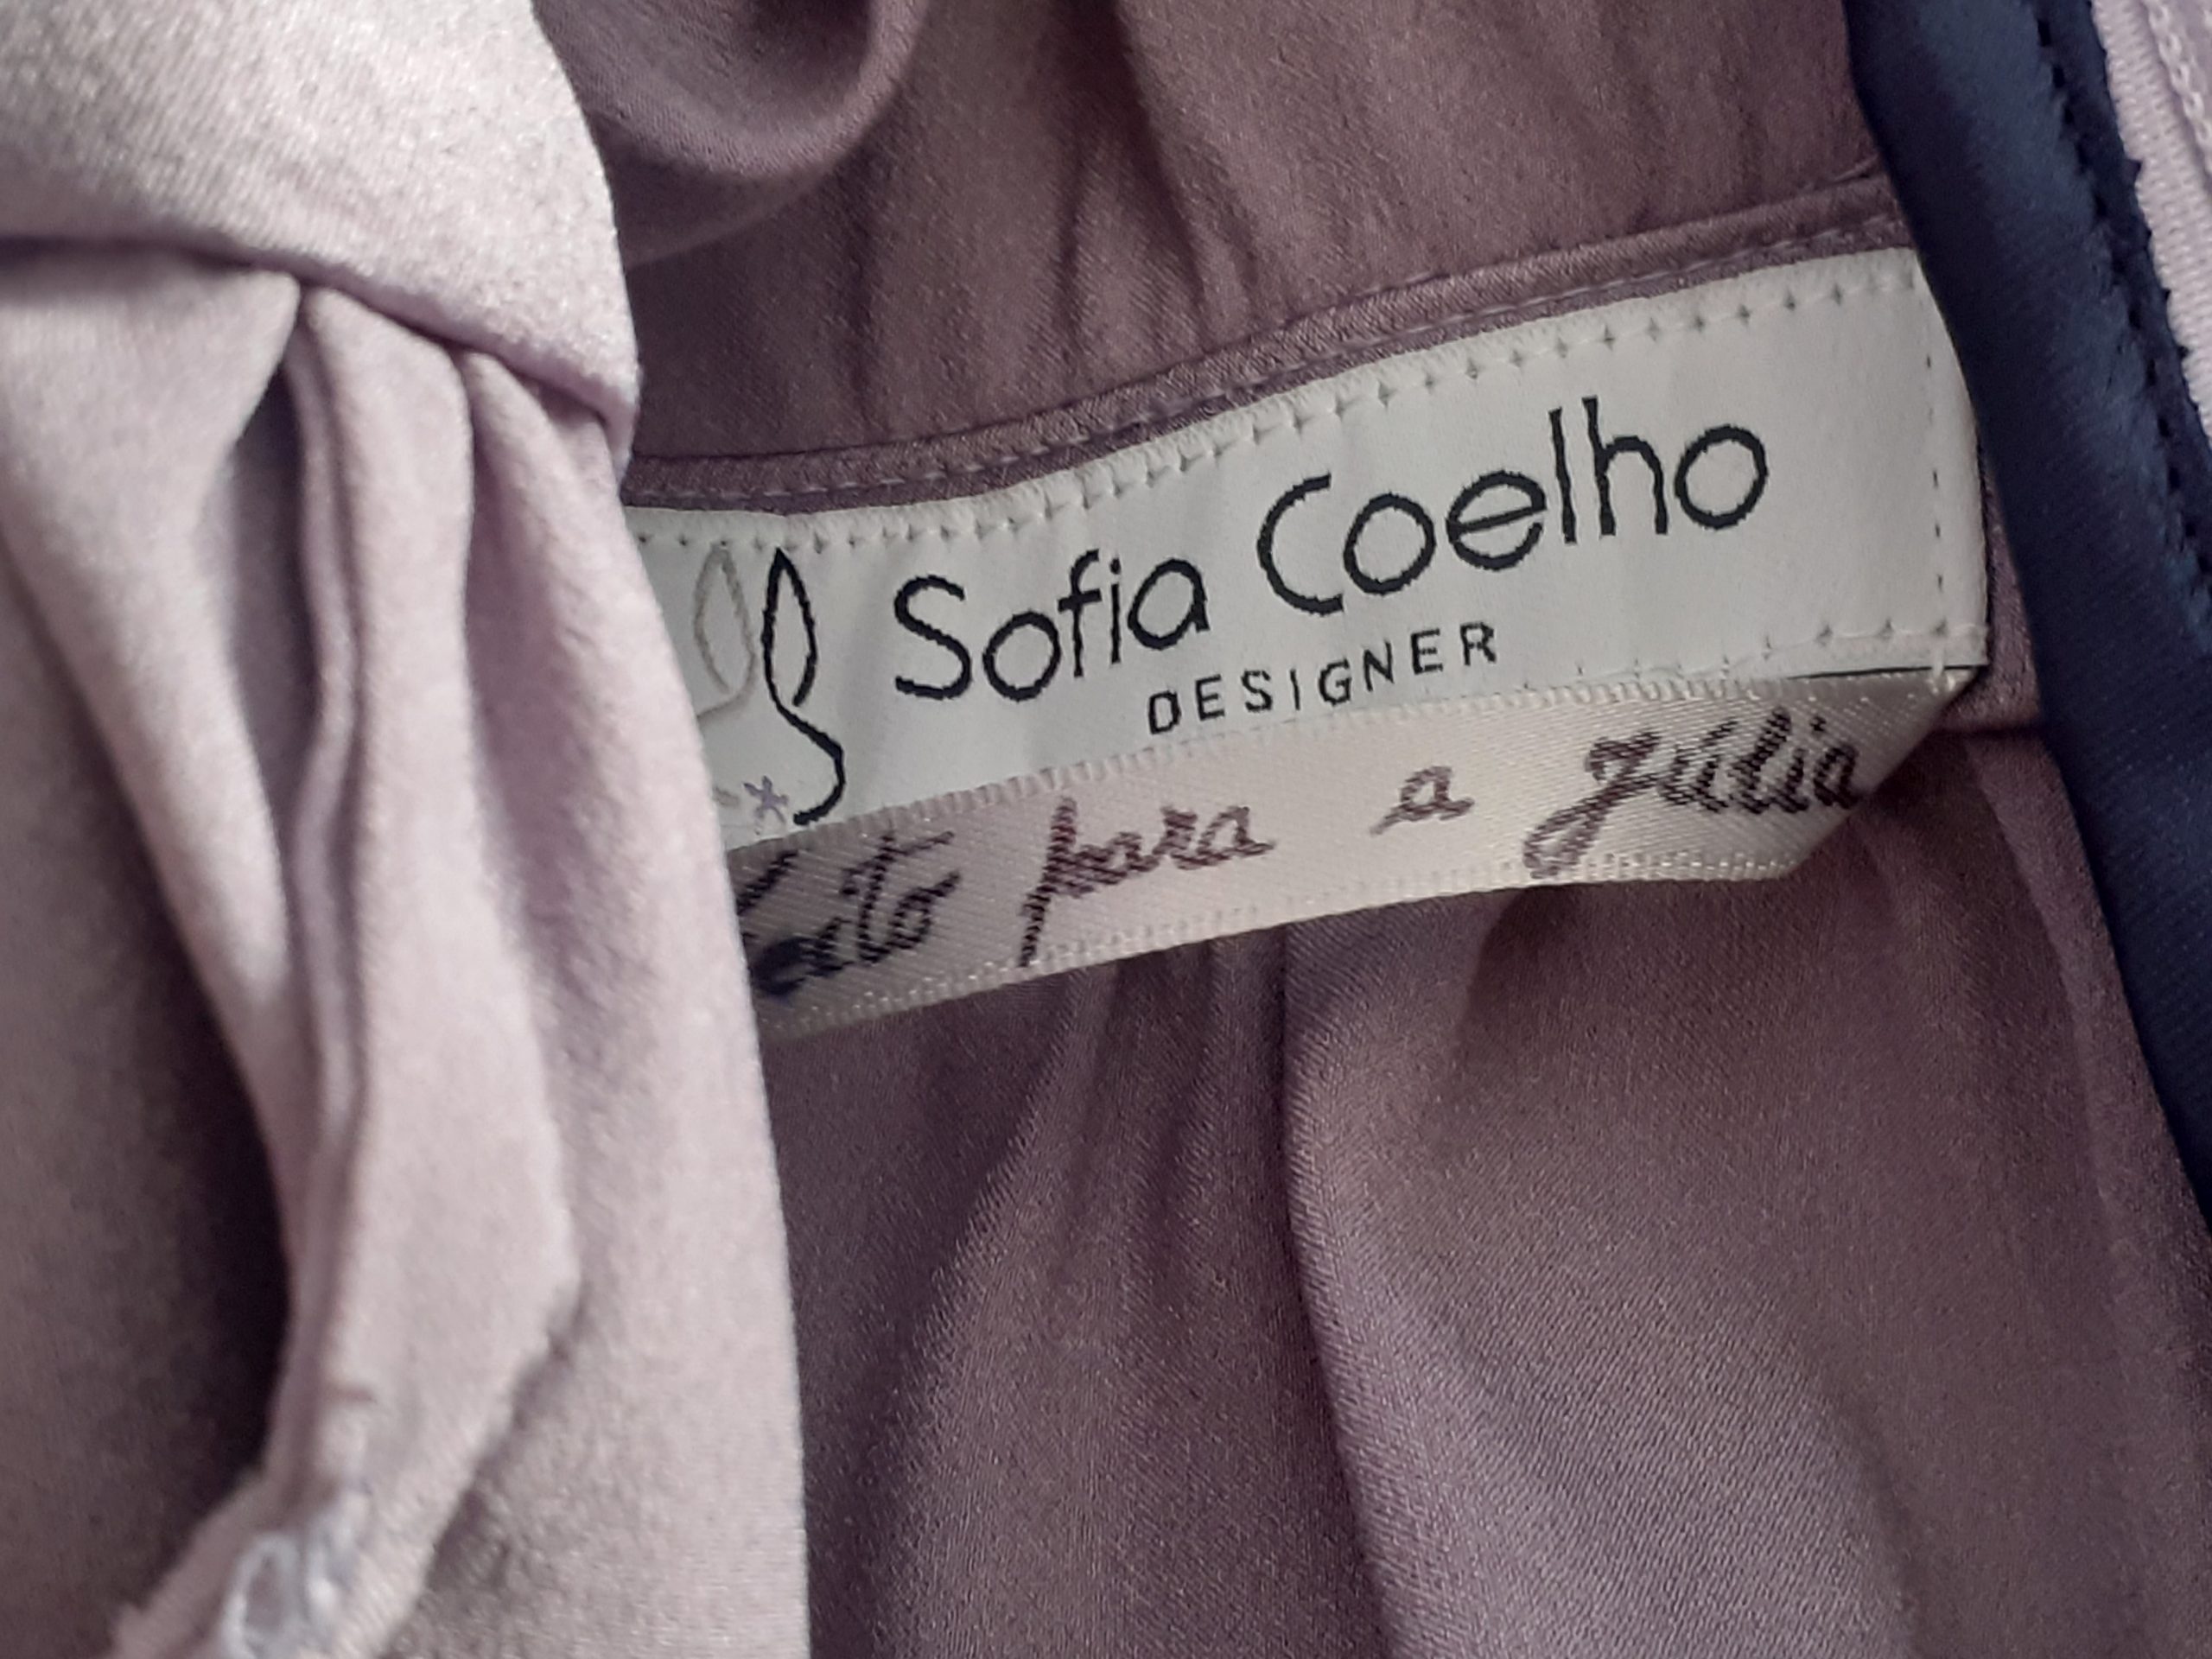 Sofia Coelho
DESIGNER
para a Júlia